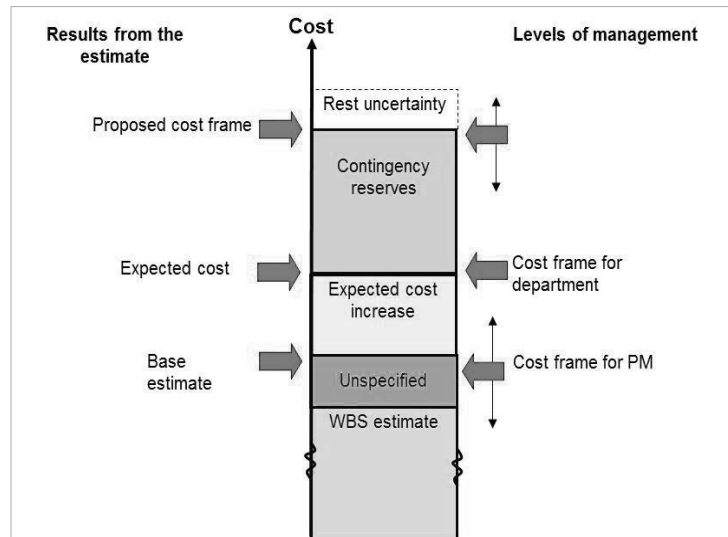 Results from the
estimate
Cost
Levels of management
Rest uncertainty
Proposed cost frame
Contingency
reserves
Expected cost
Cost frame for
department
Expected cost
increase
Base
estimate
Cost frame for PM
Unspecified
WBS estimate